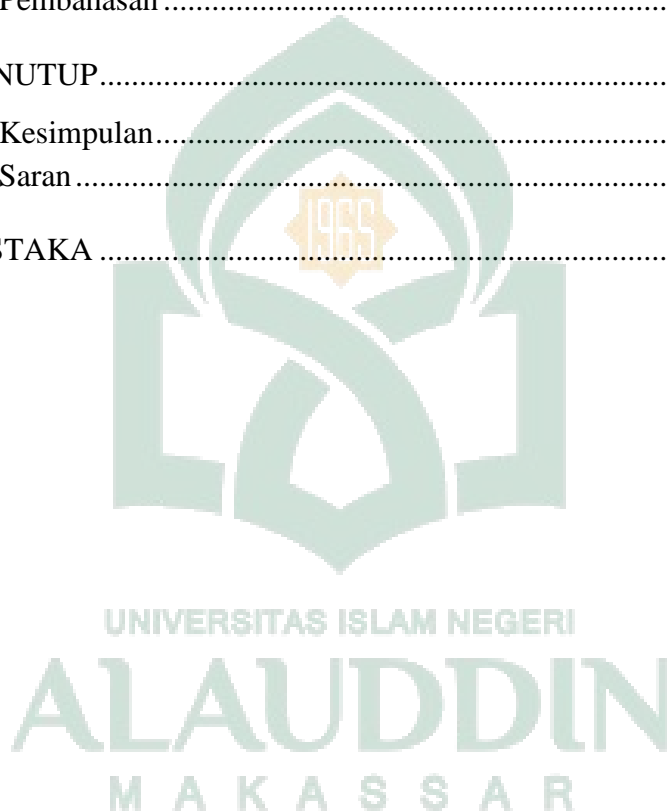 Pembahasan....................................................................
NUTUP.............................................................................
Kesimpulan.....................................................................
Saran...............................................................................
STAKA.............................................................................
1965
UNIVERSITAS ISLAM NEGERI
ALAUDDIN
MAKASSAR